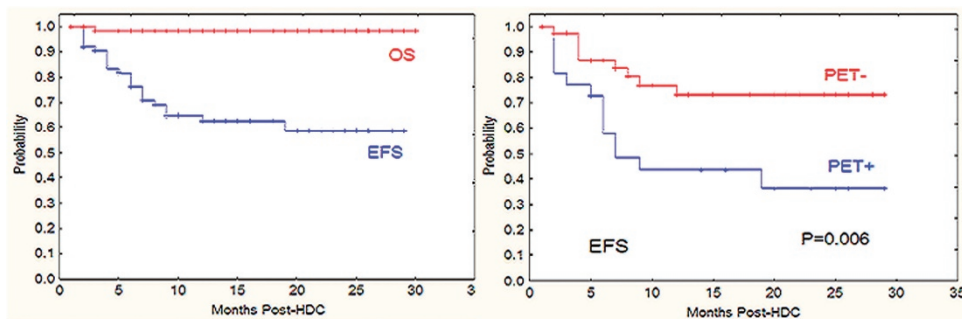 1.0
0.9
0.8
0.7
0.6
0.5
0.4
0.3
0.2
0.1
0.0
Probability
OS
EFS
0 5 10 15 20 25 30 3
Months Post-HDC
1.0
0.9
0.8
0.7
0.6
0.5
0.4
0.3
0.2
0.1
0.0
Probability
PET-
PET+
EFS
P=0.006
0 5 10 15 20 25 30 35
Months Post-HDC